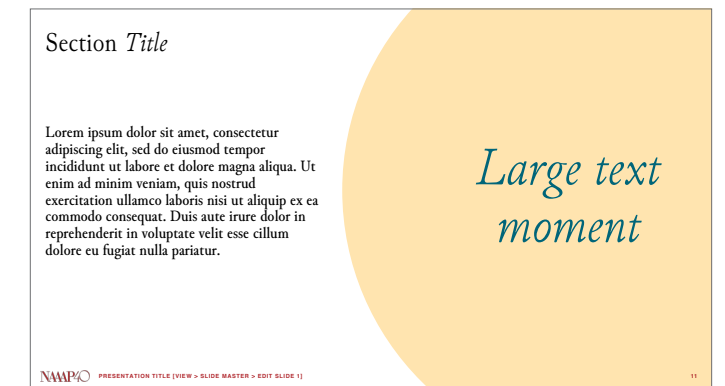 Section Title
Lorem ipsum dolor sit amet, consectetur
adipiscing elit, sed do eiusmod tempor
incididunt ut labore et dolore magna aliqua. Ut
enim ad minim veniam, quis nostrud
exercitation ullamco laboris nisi ut aliquip ex ea
commodo consequat. Duis aute irure dolor in
reprehenderit in voluptate velit esse cillum
dolore eu fugiat nulla pariatur.
Large text
moment
NAAAP40 PRESENTATION TITLE [VIEW > SLIDE MASTER > EDIT SLIDE 1]
11